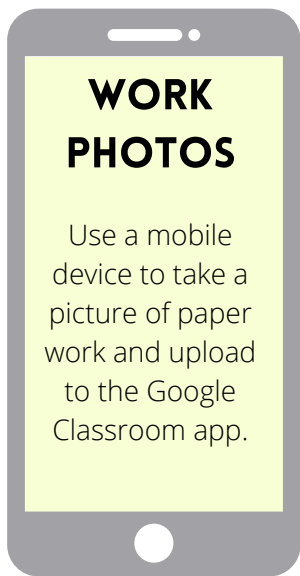 WORK
PHOTOS
Use a mobile
device to take a
picture of paper
work and upload
to the Google
Classroom app.